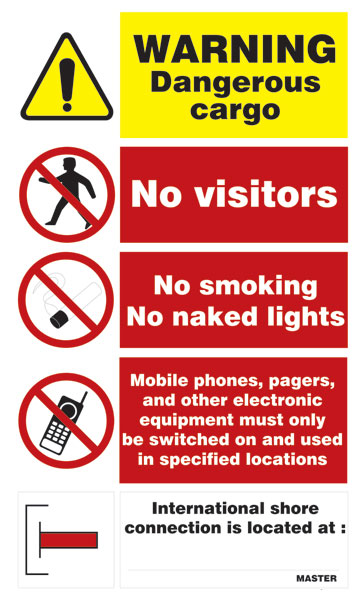 WARNING
Dangerous
cargo
No visitors
No smoking
No naked lights
Mobile phones, pagers,
and other electronic
equipment must only
be switched on and used
in specified locations
International shore
connection is located at :
MASTER